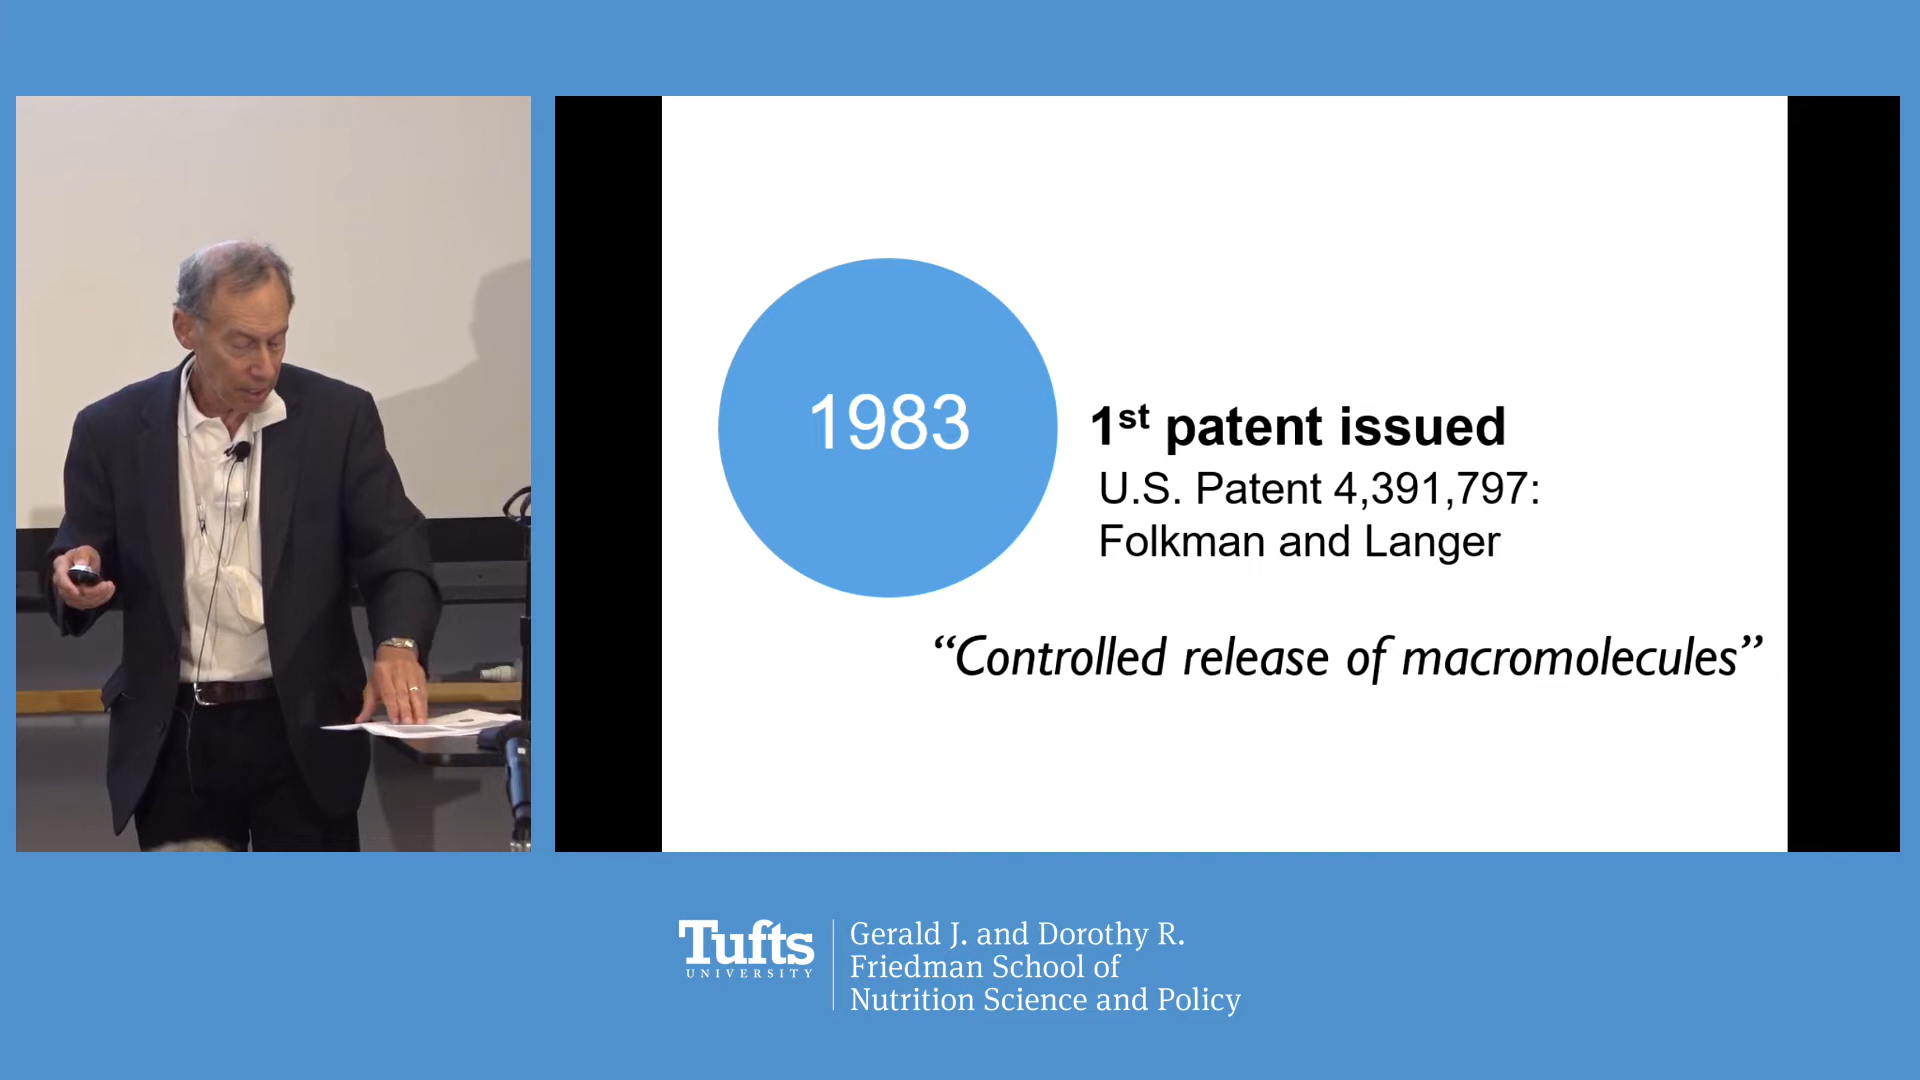 1983
1st patent issued
U.S. Patent 4,391,797:
Folkman and Langer
“Controlled release of macromolecules”
Tufts
UNIVERSITY
Gerald J. and Dorothy R.
Friedman School of
Nutrition Science and Policy